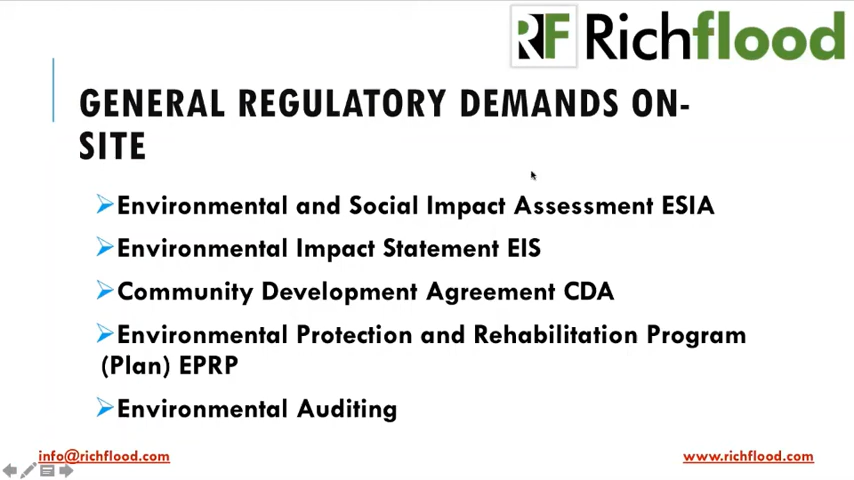 RF Richflood
GENERAL REGULATORY DEMANDS ON-
SITE
Environmental and Social Impact Assessment ESIA
Environmental Impact Statement EIS
Community Development Agreement CDA
Environmental Protection and Rehabilitation Program
(Plan) EPRP
Environmental Auditing
info@richflood.com
www.richflood.com